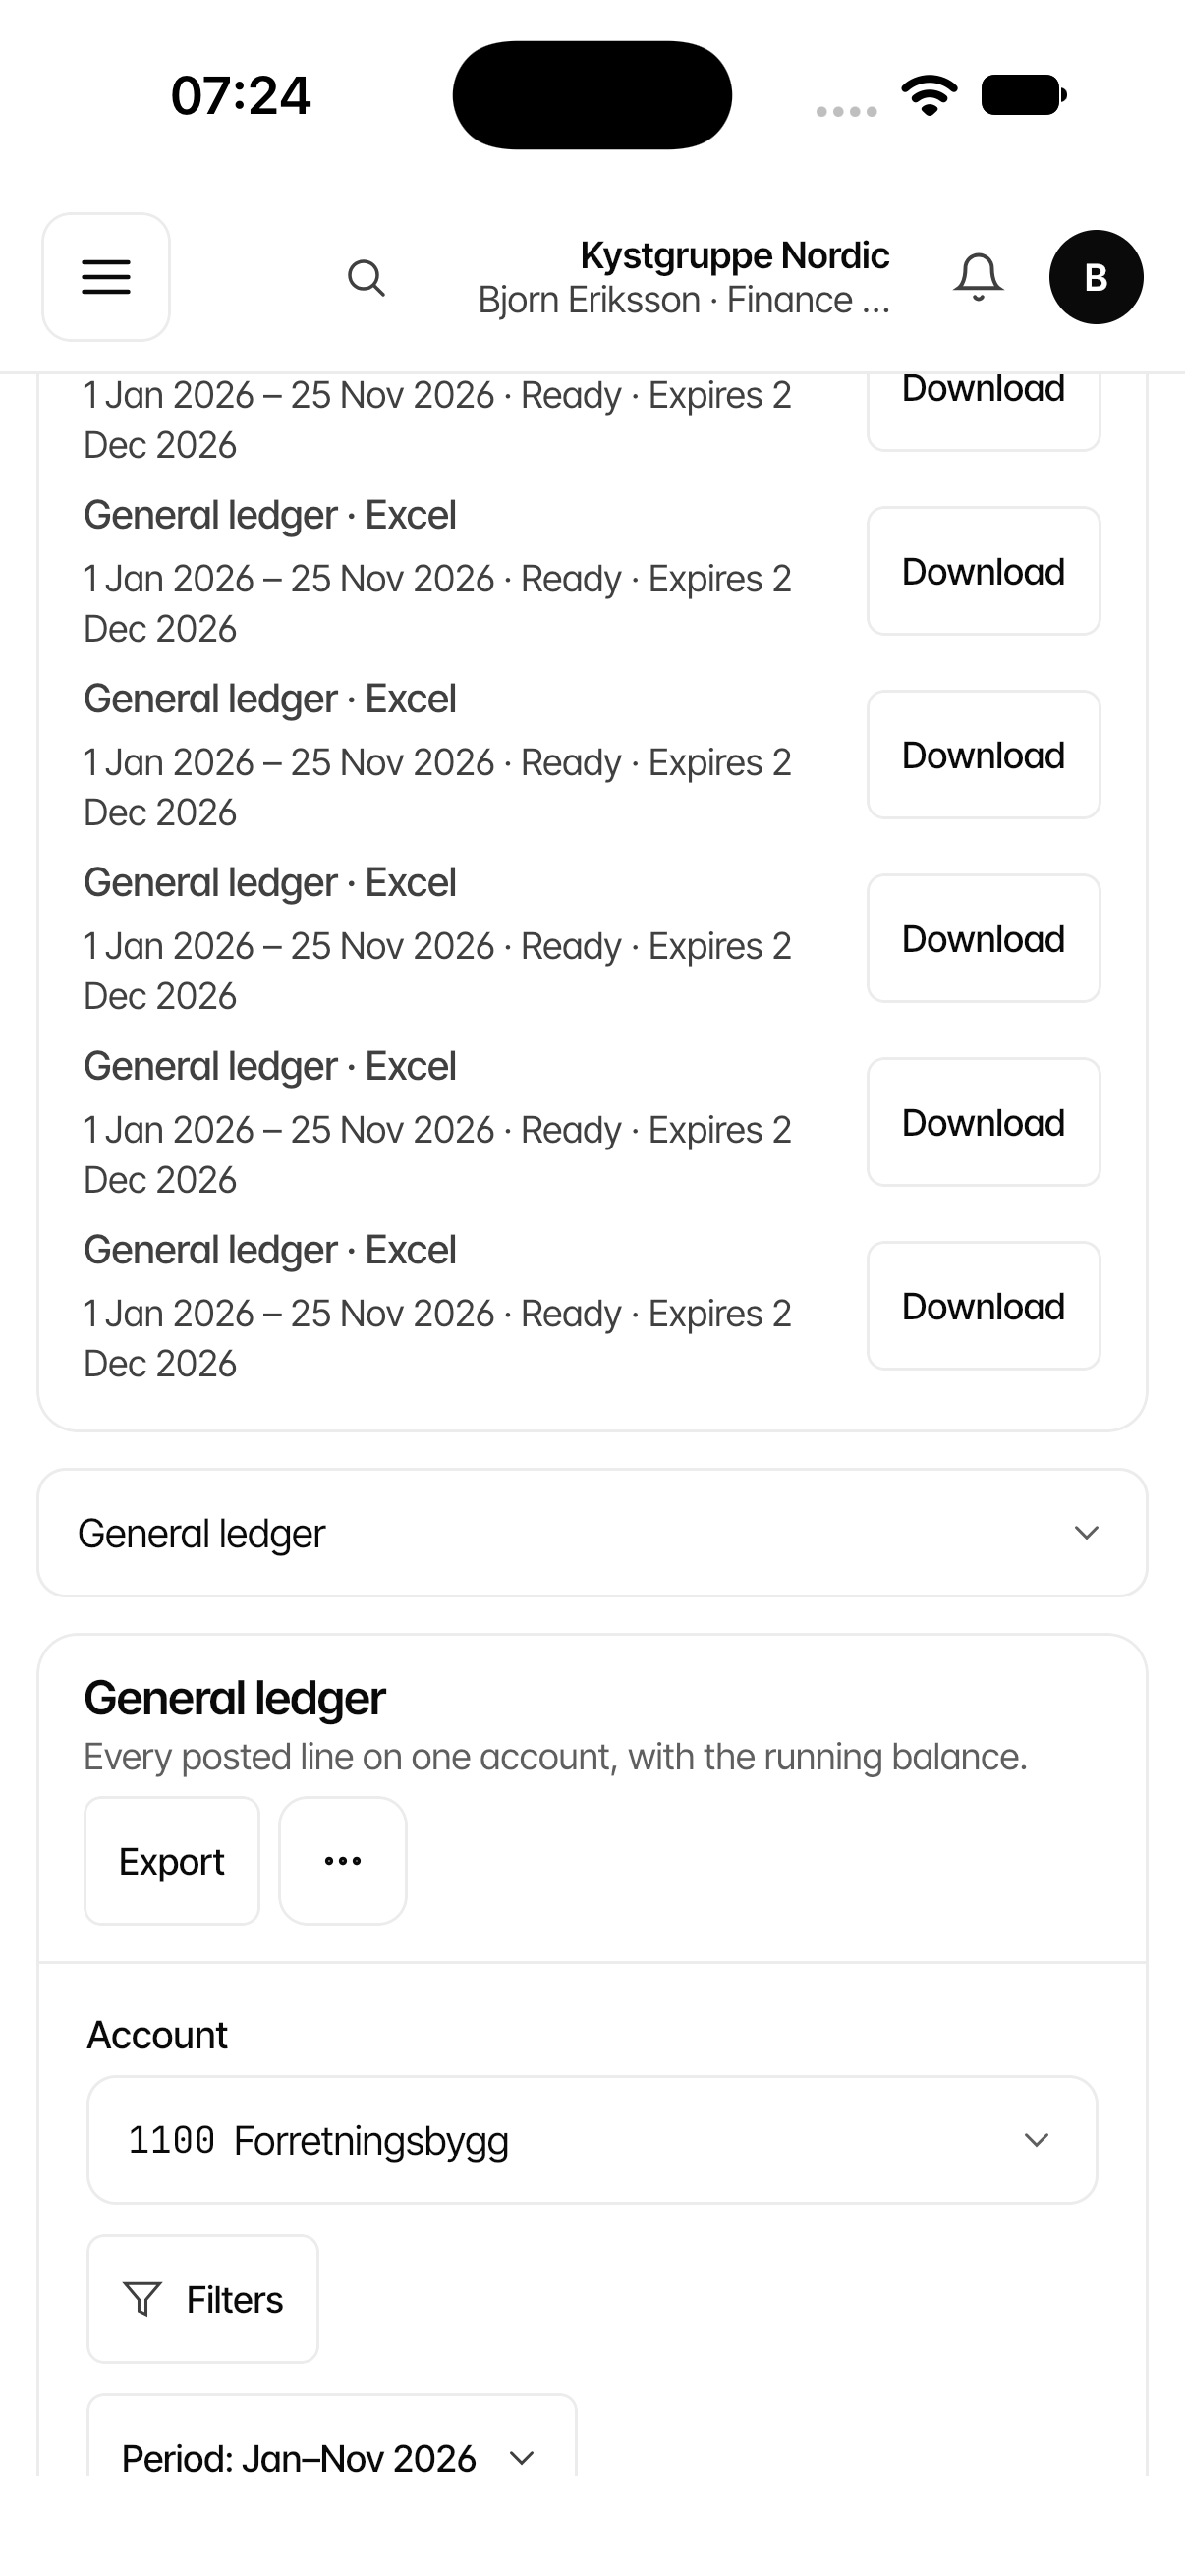 07:24
Kystgruppe Nordic
Bjorn Eriksson · Finance ...
B
1 Jan 2026 – 25 Nov 2026 · Ready · Expires 2
Dec 2026
Download
General ledger · Excel
1 Jan 2026 – 25 Nov 2026 · Ready · Expires 2
Dec 2026
Download
General ledger · Excel
1 Jan 2026 – 25 Nov 2026 · Ready · Expires 2
Dec 2026
Download
General ledger · Excel
1 Jan 2026 – 25 Nov 2026 · Ready · Expires 2
Dec 2026
Download
General ledger · Excel
1 Jan 2026 – 25 Nov 2026 · Ready · Expires 2
Dec 2026
Download
General ledger · Excel
1 Jan 2026 – 25 Nov 2026 · Ready · Expires 2
Dec 2026
Download
General ledger
General ledger
Every posted line on one account, with the running balance.
Export
Account
1100 Forretningsbygg
Filters
Period: Jan–Nov 2026